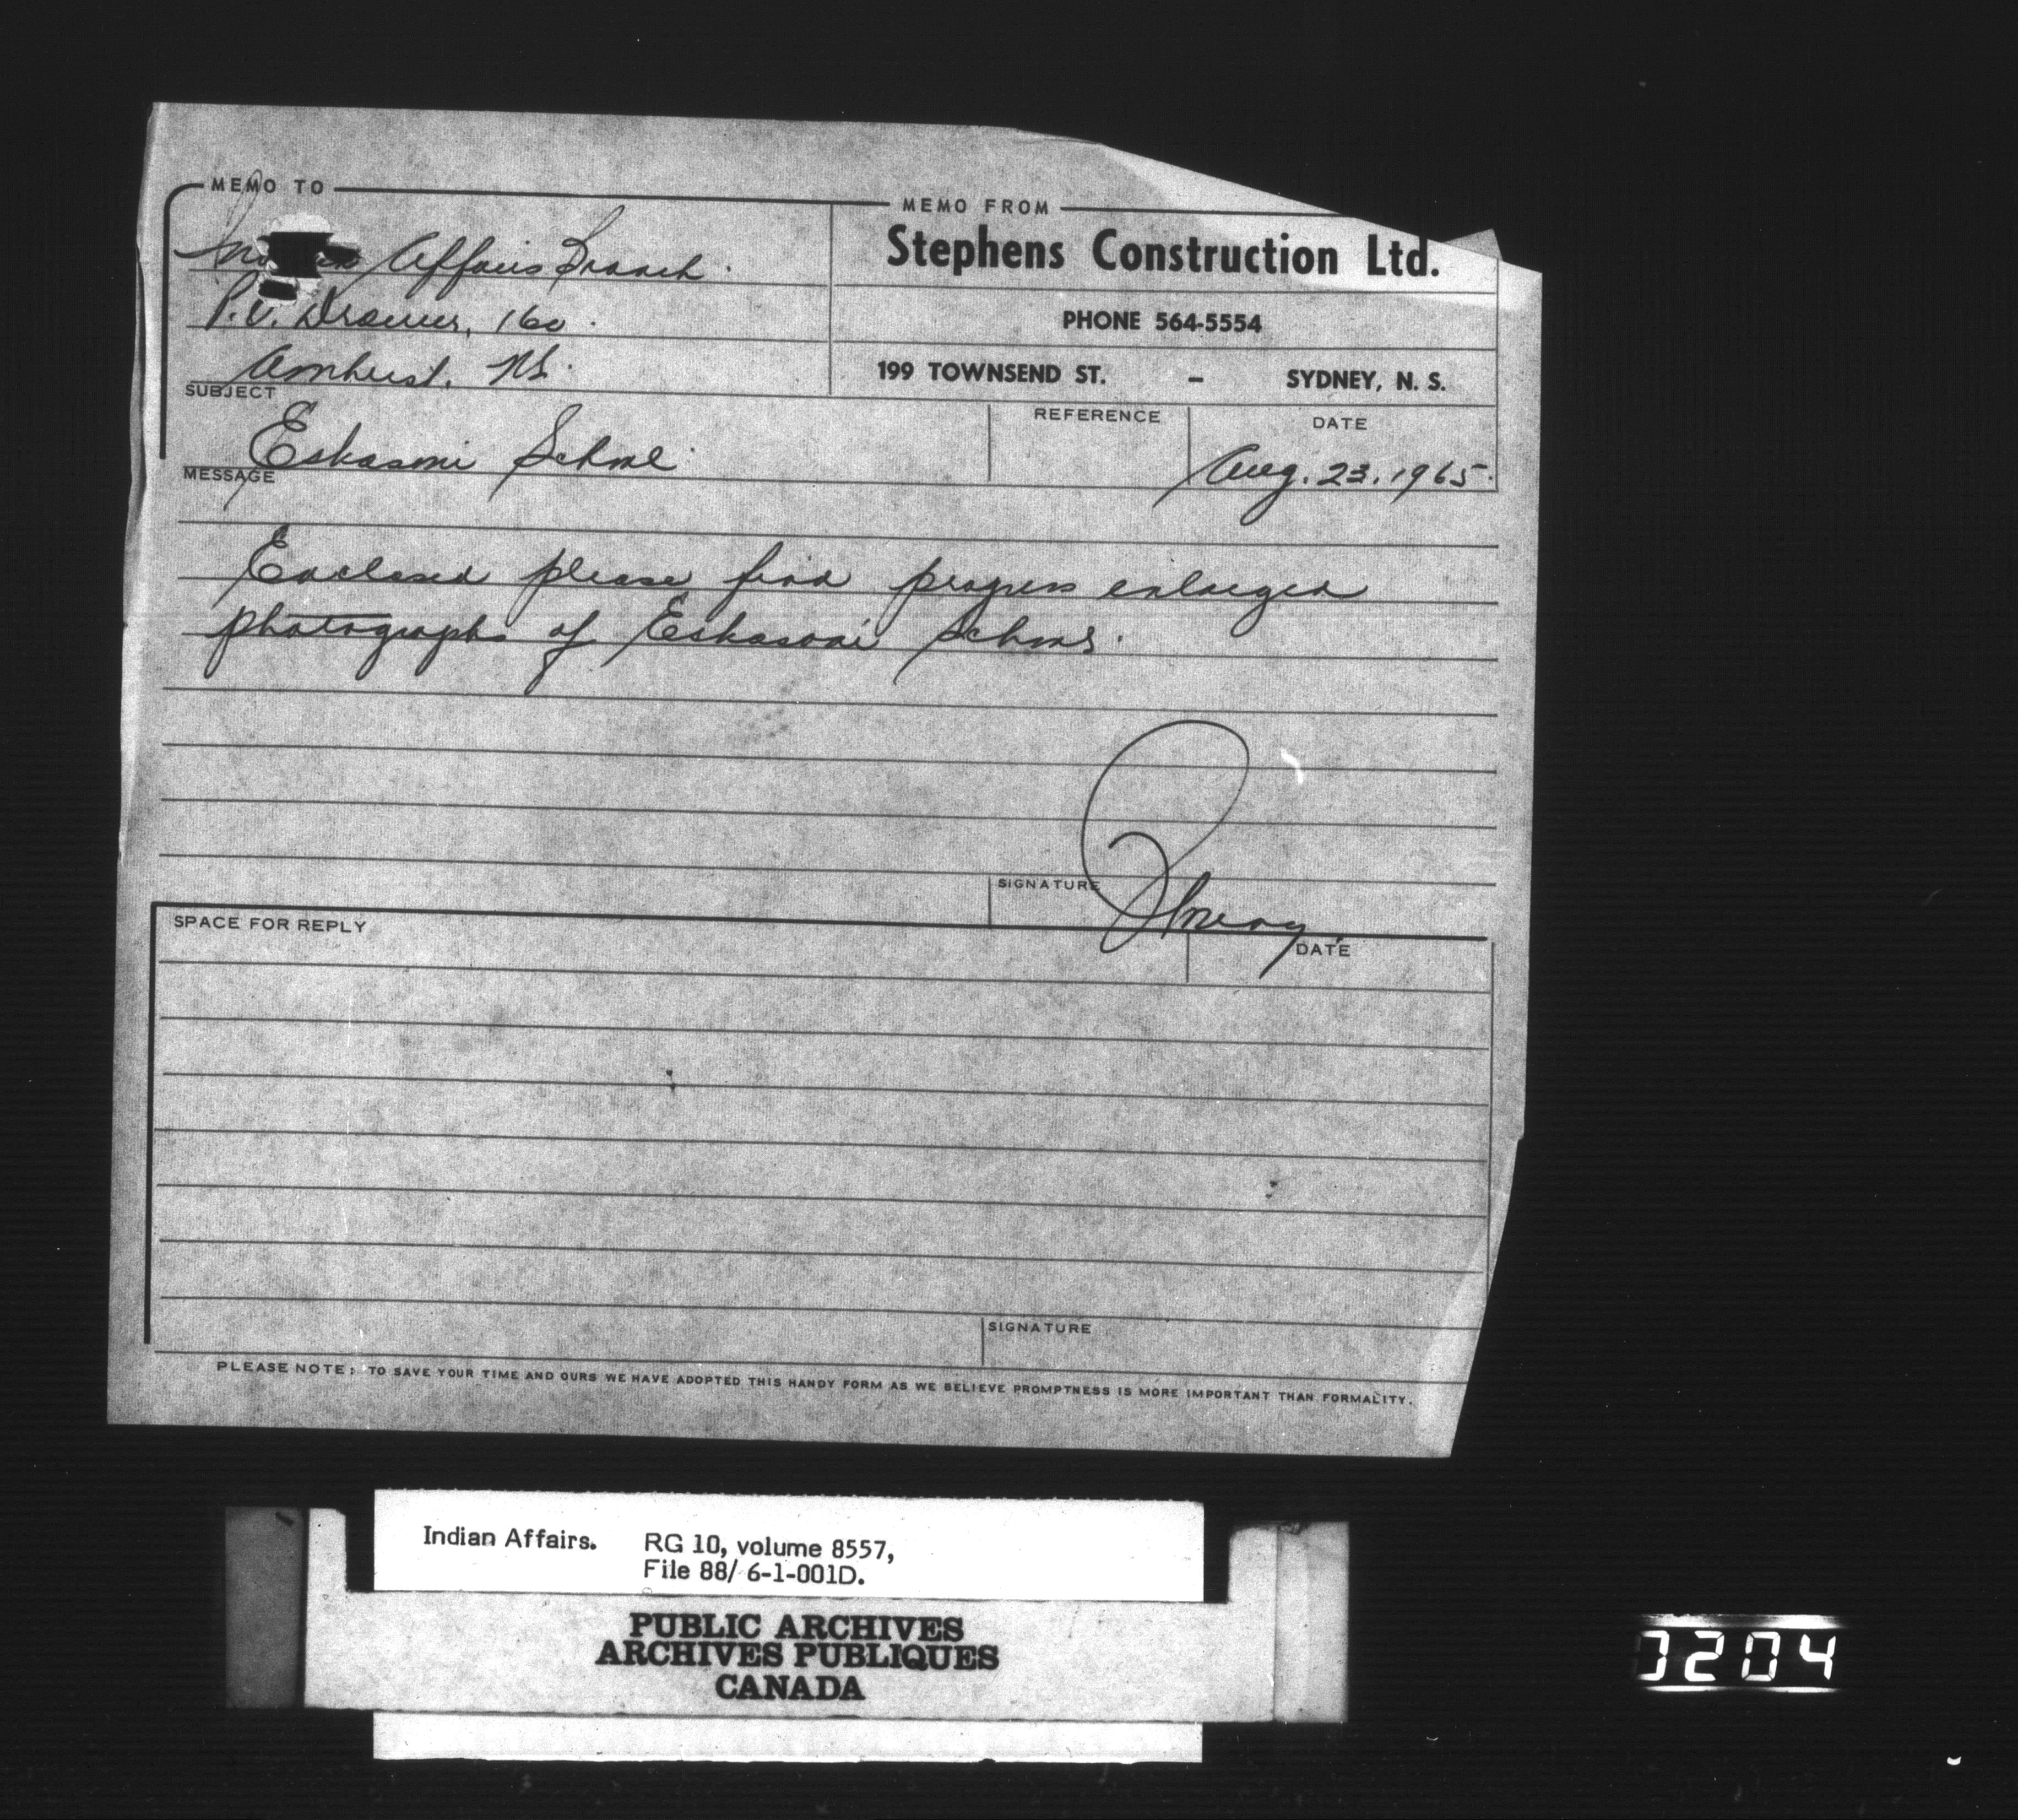 MEMO TO
Indian Affairs Branch.
P.O. Drawer, 160.
Amherst. NS.
MEMO FROM
Stephens Construction Ltd.
PHONE 564-5554
199 TOWNSEND ST. - SYDNEY, N. S.
SUBJECT
Eskasoni School
REFERENCE
DATE
Aug. 23, 1965.
MESSAGE
Enclosed please find progress enlarged
photographs of Eskasoni School.
SIGNATURE
SPACE FOR REPLY
DATE
SIGNATURE
PLEASE NOTE: TO SAVE YOUR TIME AND OURS WE HAVE ADOPTED THIS HANDY FORM AS WE BELIEVE PROMPTNESS IS MORE IMPORTANT THAN FORMALITY.
Indian Affairs. RG 10, volume 8557,
File 88/6-1-001D.
PUBLIC ARCHIVES
ARCHIVES PUBLIQUES
CANADA
0204